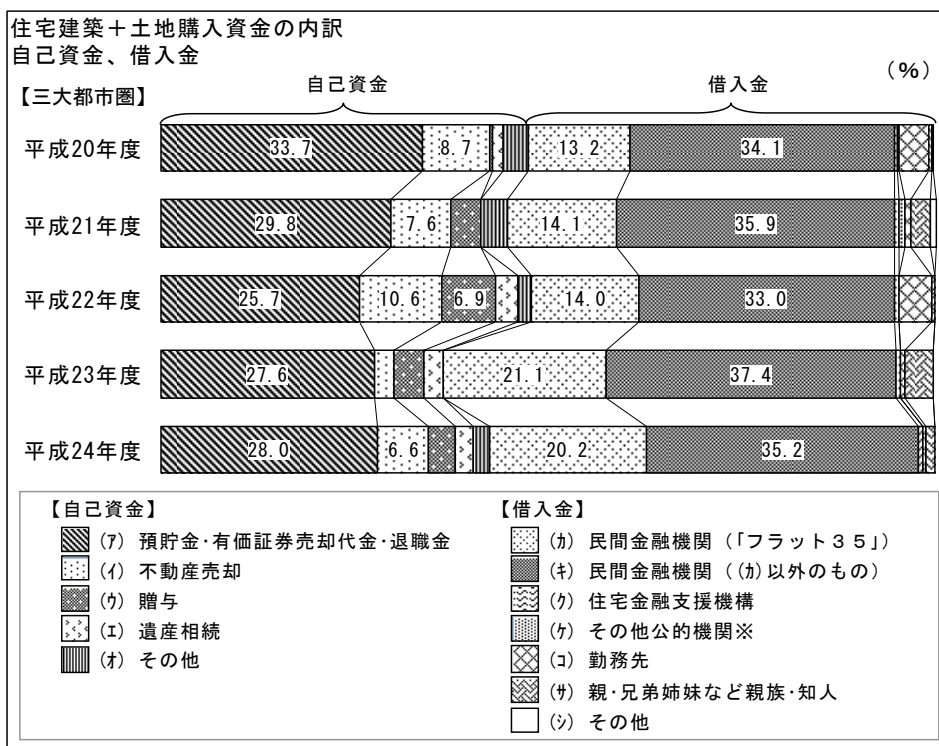 住宅建築＋土地購入資金の内訳
自己資金、借入金
（％）
【三大都市圏】
自己資金
借入金
平成20年度 33.7 8.7 13.2 34.1
平成21年度 29.8 7.6 14.1 35.9
平成22年度 25.7 10.6 6.9 14.0 33.0
平成23年度 27.6 21.1 37.4
平成24年度 28.0 6.6 20.2 35.2
【自己資金】
(ｱ) 預貯金･有価証券売却代金･退職金
(ｲ) 不動産売却
(ｳ) 贈与
(ｴ) 遺産相続
(ｵ) その他
【借入金】
(ｶ) 民間金融機関（｢フラット３５｣）
(ｷ) 民間金融機関（(ｶ)以外のもの）
(ｸ) 住宅金融支援機構
(ｹ) その他公的機関※
(ｺ) 勤務先
(ｻ) 親･兄弟姉妹など親族･知人
(ｼ) その他